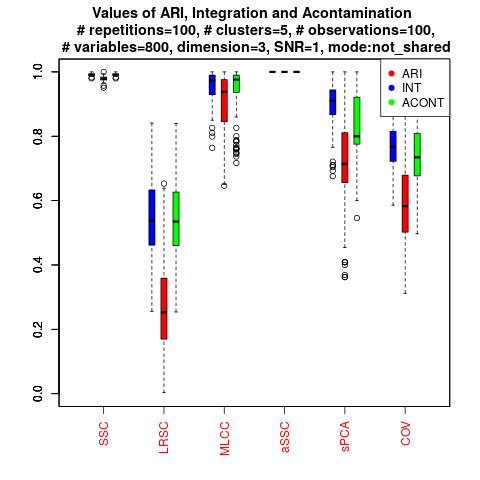 Values of ARI, Integration and Acontamination
# repetitions=100, # clusters=5, # observations=100,
# variables=800, dimension=3, SNR=1, mode:not_shared
ARI
INT
ACONT
1.0
0.8
0.6
0.4
0.2
0.0
SSC
LRSC
MLCC
aSSC
sPCA
COV